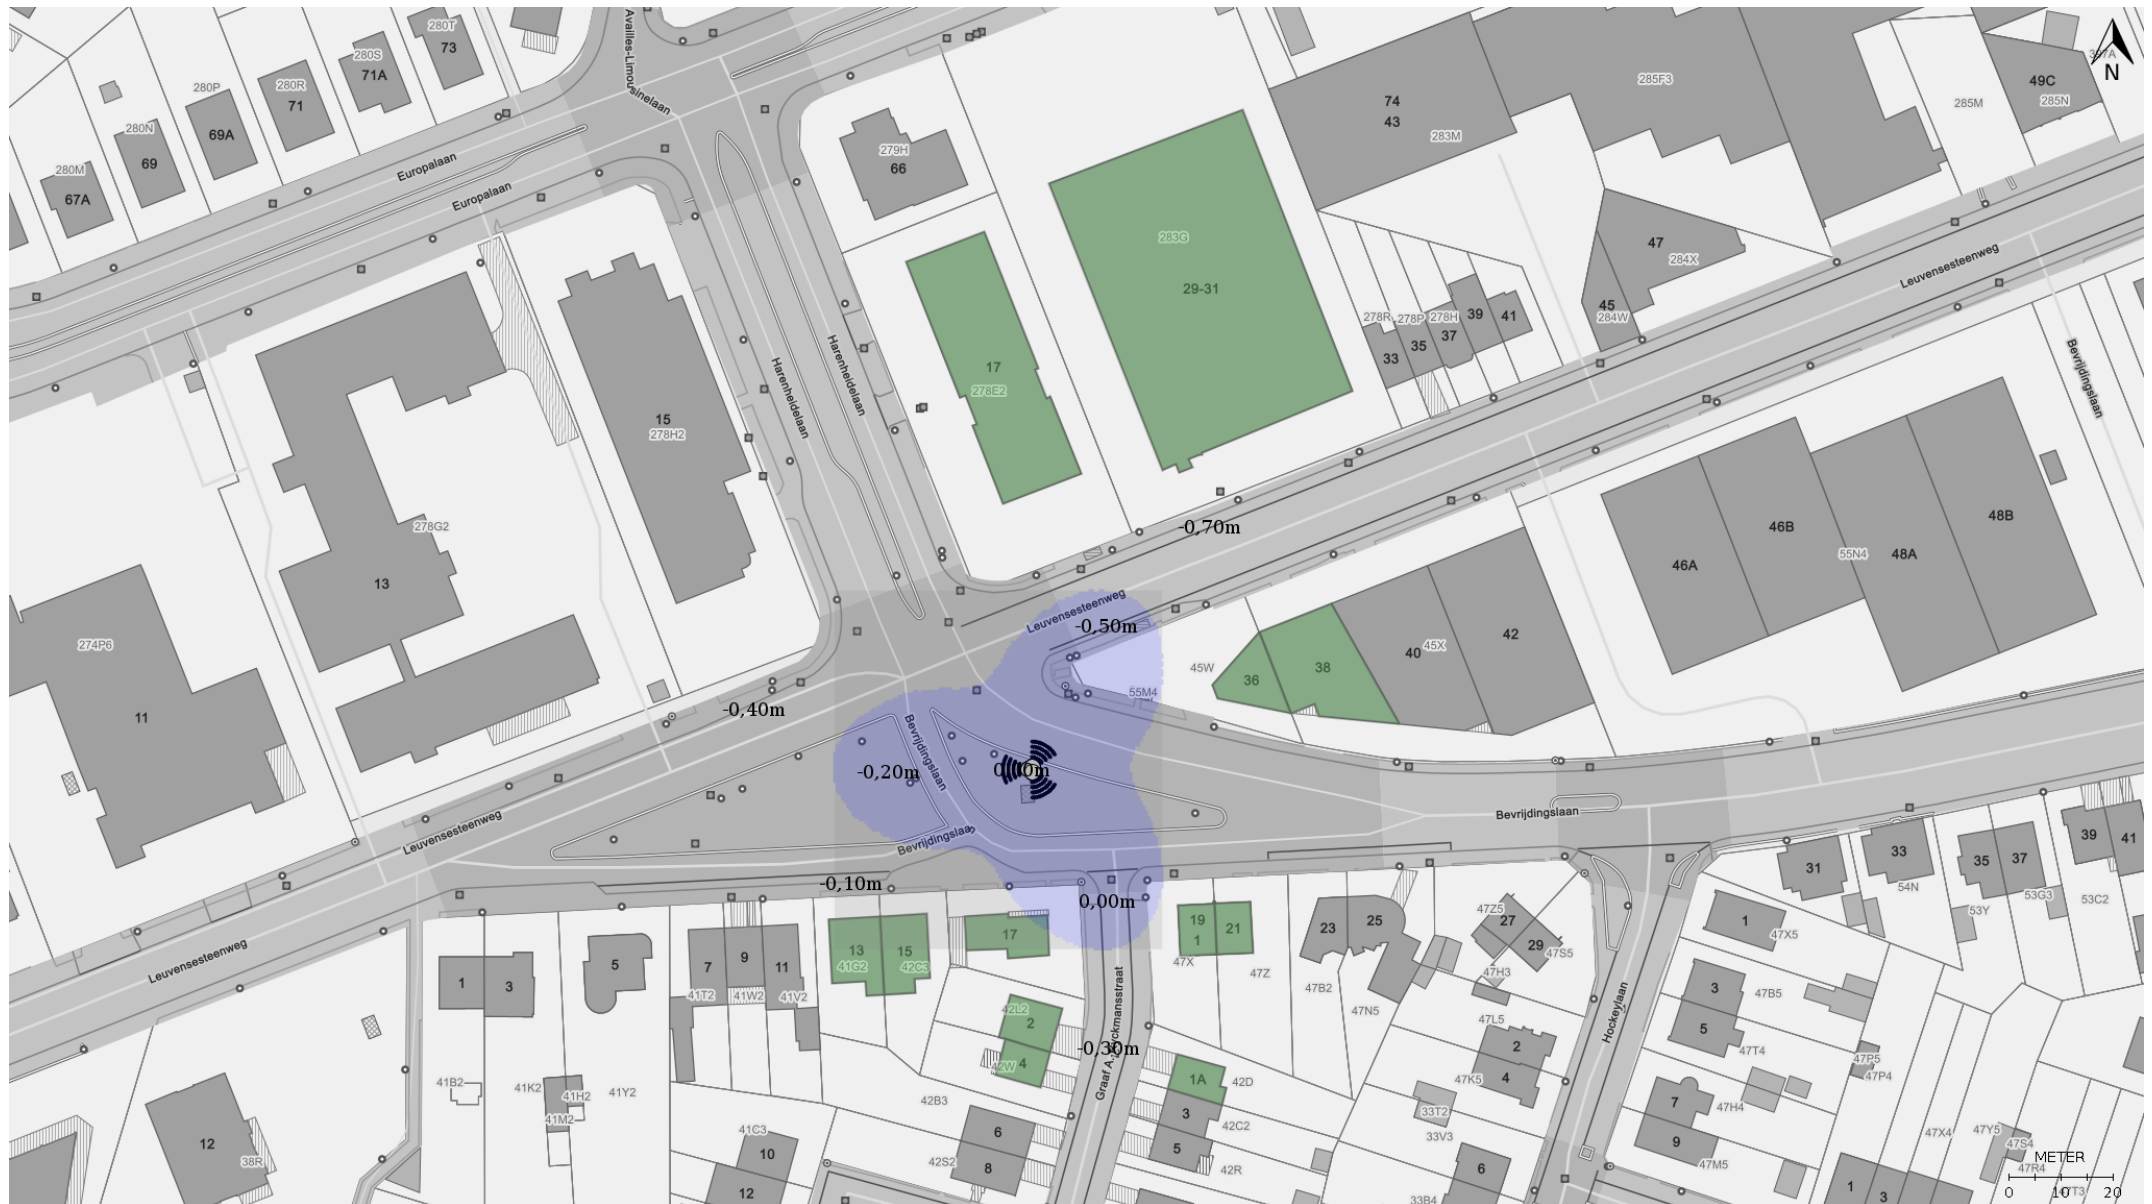 280T
73
280S
71A
280R
71
280P
69A
280N
69
280M
67A
Availles-Limousinelaan
Europalaan
Europalaan
279H
66
74
43
283M
285F3
285M
49C
285N
N
283G
29-31
17
278E2
278R
278P
278H
33
35
37
39
41
47
284X
45
284W
Leuvensesteenweg
Bevrijdingslaan
15
278H2
Harenheidelaan
Harenheidelaan
278G2
13
274P6
11
-0,70m
46A
46B
55N4
48A
48B
Leuvensesteenweg
-0,50m
45W
36
38
40
45X
42
55M4
-0,40m
-0,20m
Bevrijdingslaan
Leuvensesteenweg
Bevrijdingslaan
Bevrijdingslaan
-0,10m
0,00m
Leuvensesteenweg
31
33
54N
35
37
53Y
53G3
39
41
53C2
1
3
5
7
9
11
41T2
41W2
41V2
13
41G2
15
42C3
17
19
1
21
47X
47Z
23
25
47B2
47N5
47Z5
27
29
47S5
47H3
47L5
1
47X5
3
5
47B5
47T4
Hockeylaan
42L2
2
4
42W
-0,30m
1A
42D
3
5
42C2
42R
2
4
47K5
33T2
33V3
7
9
47H4
47M5
47P5
47P4
47X4
47Y5
47S4
47R4
41B2
41K2
41H2
41M2
41Y2
42B3
41C3
10
12
6
8
42S2
12
38R
6
33B4
1
3
METER
0
10
20